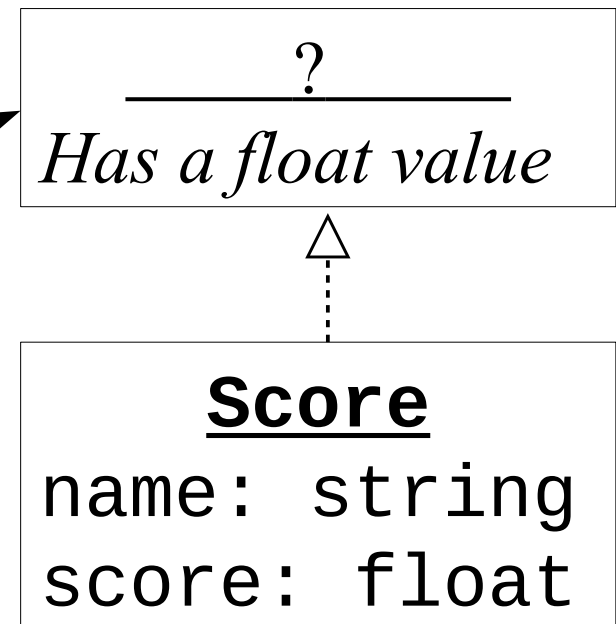 ?
Has a float value
Score
name: string
score: float